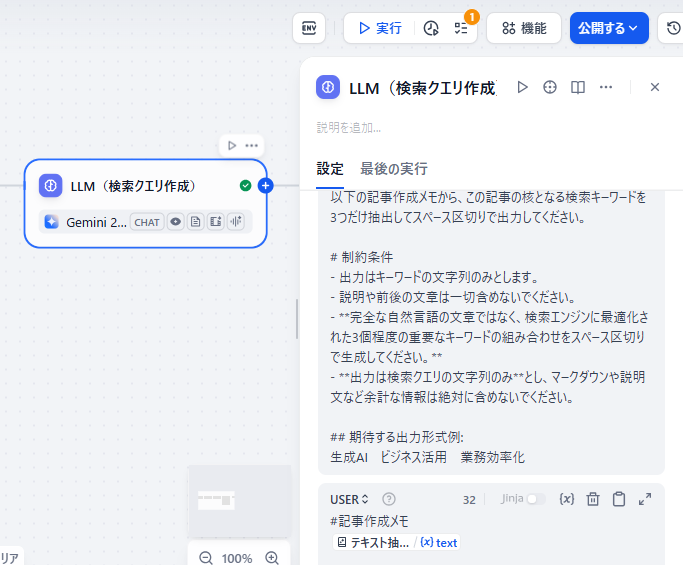 ENV
実行
1
機能
公開する
LLM（検索クエリ作成
説明を追加...
設定 最後の実行
LLM（検索クエリ作成）
Gemini 2... CHAT
以下の記事作成メモから、この記事の核となる検索キーワードを
3つだけ抽出してスペース区切りで出力してください。
# 制約条件
- 出力はキーワードの文字列のみとします。
- 説明や前後の文章は一切含めないでください。
- **完全な自然言語の文章ではなく、検索エンジンに最適化さ
れた3個程度の重要なキーワードの組み合わせをスペース区切り
で生成してください。**
- **出力は検索クエリの文字列のみ**とし、マークダウンや説明
文など余計な情報は絶対に含めないでください。
## 期待する出力形式例:
生成AI　ビジネス活用　業務効率化
USER 32 Jinja {x}
#記事作成メモ
テキスト抽... / {x} text
リア
100%